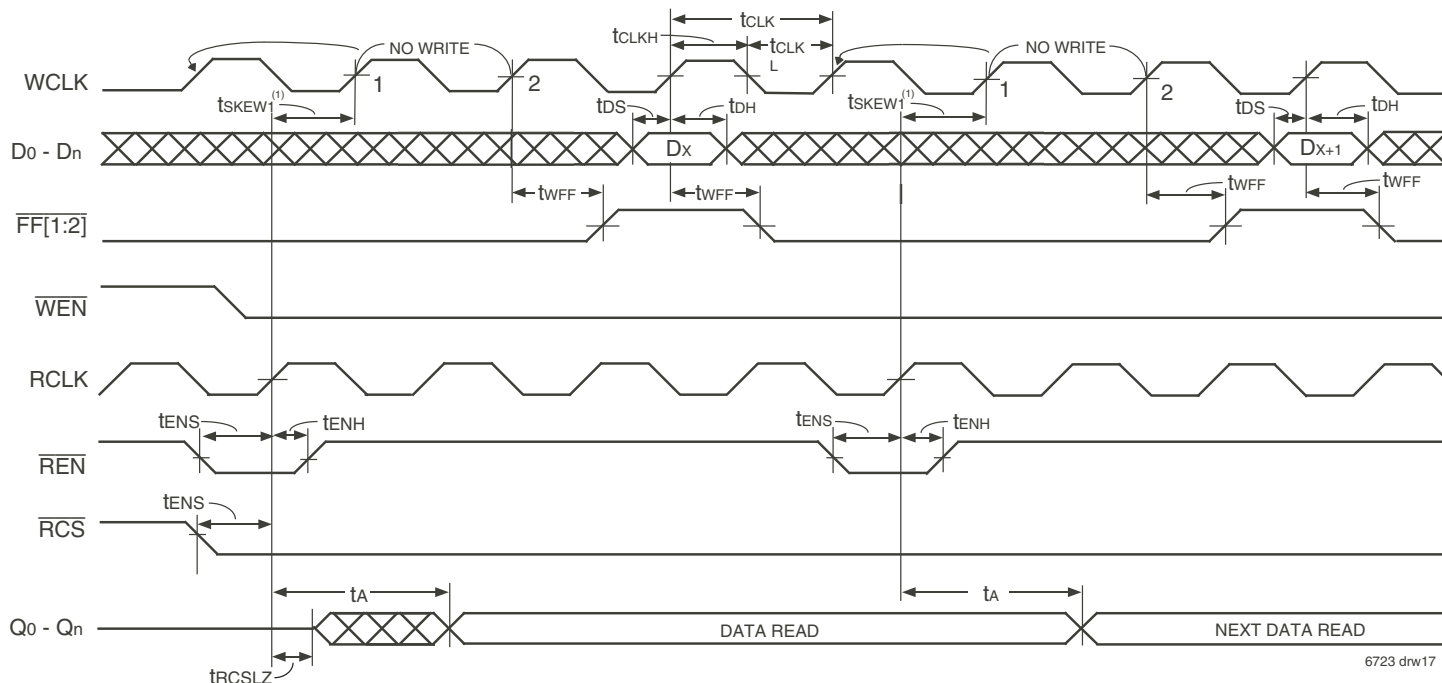 tCLK
tCLKH
tCLK
L
NO WRITE
NO WRITE
WCLK
1
2
1
2
tSKEW1(1)
tDS
tDH
tSKEW1(1)
tDS
tDH
D0 - Dn
DX
DX+1
tWFF
tWFF
tWFF
tWFF
FF[1:2]
WEN
RCLK
tENS
tENH
tENS
tENH
REN
tENS
RCS
tA
tA
Q0 - Qn
DATA READ
NEXT DATA READ
tRCSLZ
6723 drw17